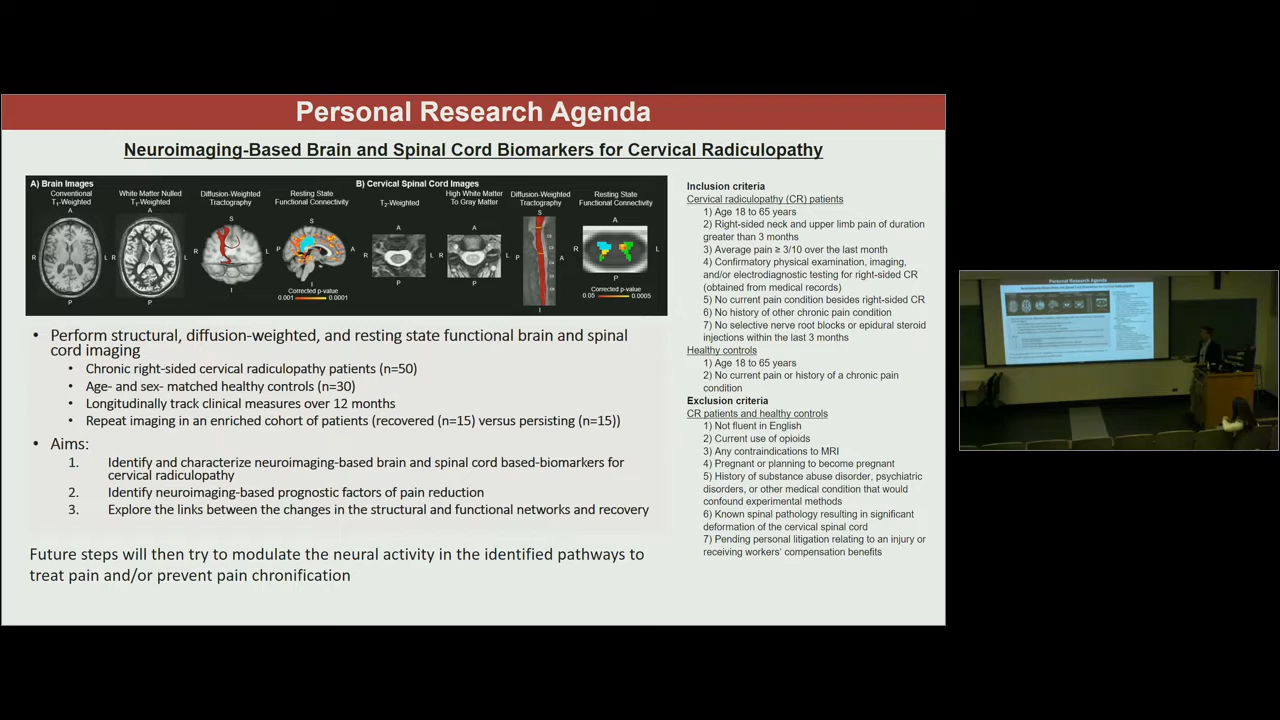 Personal Research Agenda
Neuroimaging-Based Brain and Spinal Cord Biomarkers for Cervical Radiculopathy
A) Brain Images
Conventional
T1-Weighted
White Matter Nulled
T1-Weighted
Diffusion-Weighted
Tractography
Resting State
Functional Connectivity
A
R
L
P
A
R
L
P
S
R
L
I
S
P
A
I
Corrected p-value
0.001
0.0001
B) Cervical Spinal Cord Images
T2-Weighted
High White Matter
To Gray Matter
Diffusion-Weighted
Tractography
Resting State
Functional Connectivity
A
R
L
P
A
R
L
P
S
P
A
I
A
R
L
P
Corrected p-value
0.05
0.0005
• Perform structural, diffusion-weighted, and resting state functional brain and spinal
cord imaging
• Chronic right-sided cervical radiculopathy patients (n=50)
• Age- and sex- matched healthy controls (n=30)
• Longitudinally track clinical measures over 12 months
• Repeat imaging in an enriched cohort of patients (recovered (n=15) versus persisting (n=15))
• Aims:
1. Identify and characterize neuroimaging-based brain and spinal cord based-biomarkers for
cervical radiculopathy
2. Identify neuroimaging-based prognostic factors of pain reduction
3. Explore the links between the changes in the structural and functional networks and recovery
Future steps will then try to modulate the neural activity in the identified pathways to
treat pain and/or prevent pain chronification
Inclusion criteria
Cervical radiculopathy (CR) patients
1) Age 18 to 65 years
2) Right-sided neck and upper limb pain of duration
greater than 3 months
3) Average pain ≥ 3/10 over the last month
4) Confirmatory physical examination, imaging,
and/or electrodiagnostic testing for right-sided CR
(obtained from medical records)
5) No current pain condition besides right-sided CR
6) No history of other chronic pain condition
7) No selective nerve root blocks or epidural steroid
injections within the last 3 months
Healthy controls
1) Age 18 to 65 years
2) No current pain or history of a chronic pain
condition
Exclusion criteria
CR patients and healthy controls
1) Not fluent in English
2) Current use of opioids
3) Any contraindications to MRI
4) Pregnant or planning to become pregnant
5) History of substance abuse disorder, psychiatric
disorders, or other medical condition that would
confound experimental methods
6) Known spinal pathology resulting in significant
deformation of the cervical spinal cord
7) Pending personal litigation relating to an injury or
receiving workers' compensation benefits
Personal Research Agenda